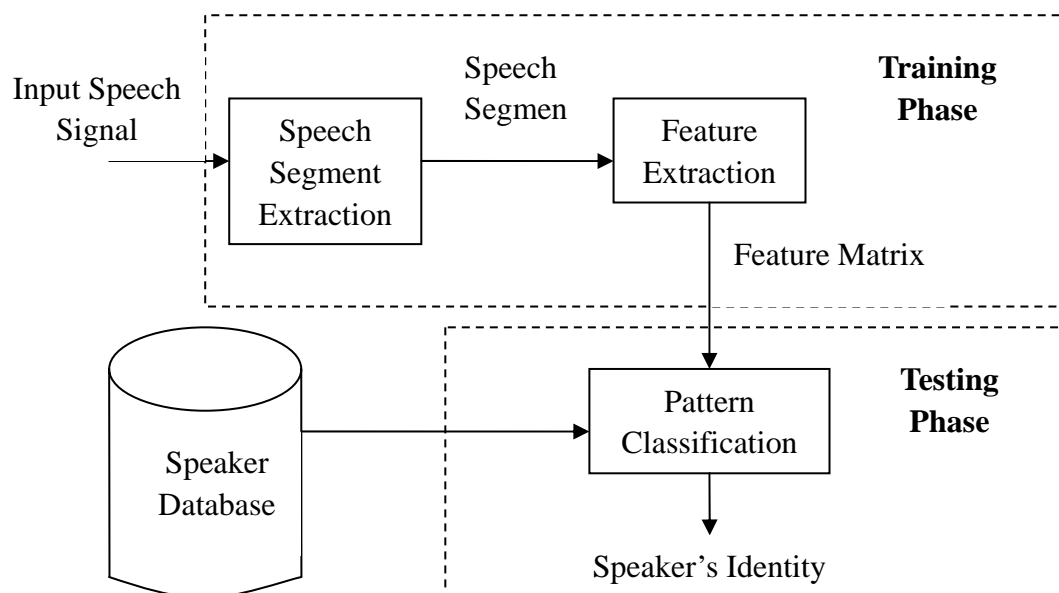 Input Speech
Signal
Speech
Segment
Extraction
Speech
Segmen
Feature
Extraction
Training
Phase
Feature Matrix
Speaker
Database
Pattern
Classification
Testing
Phase
Speaker’s Identity